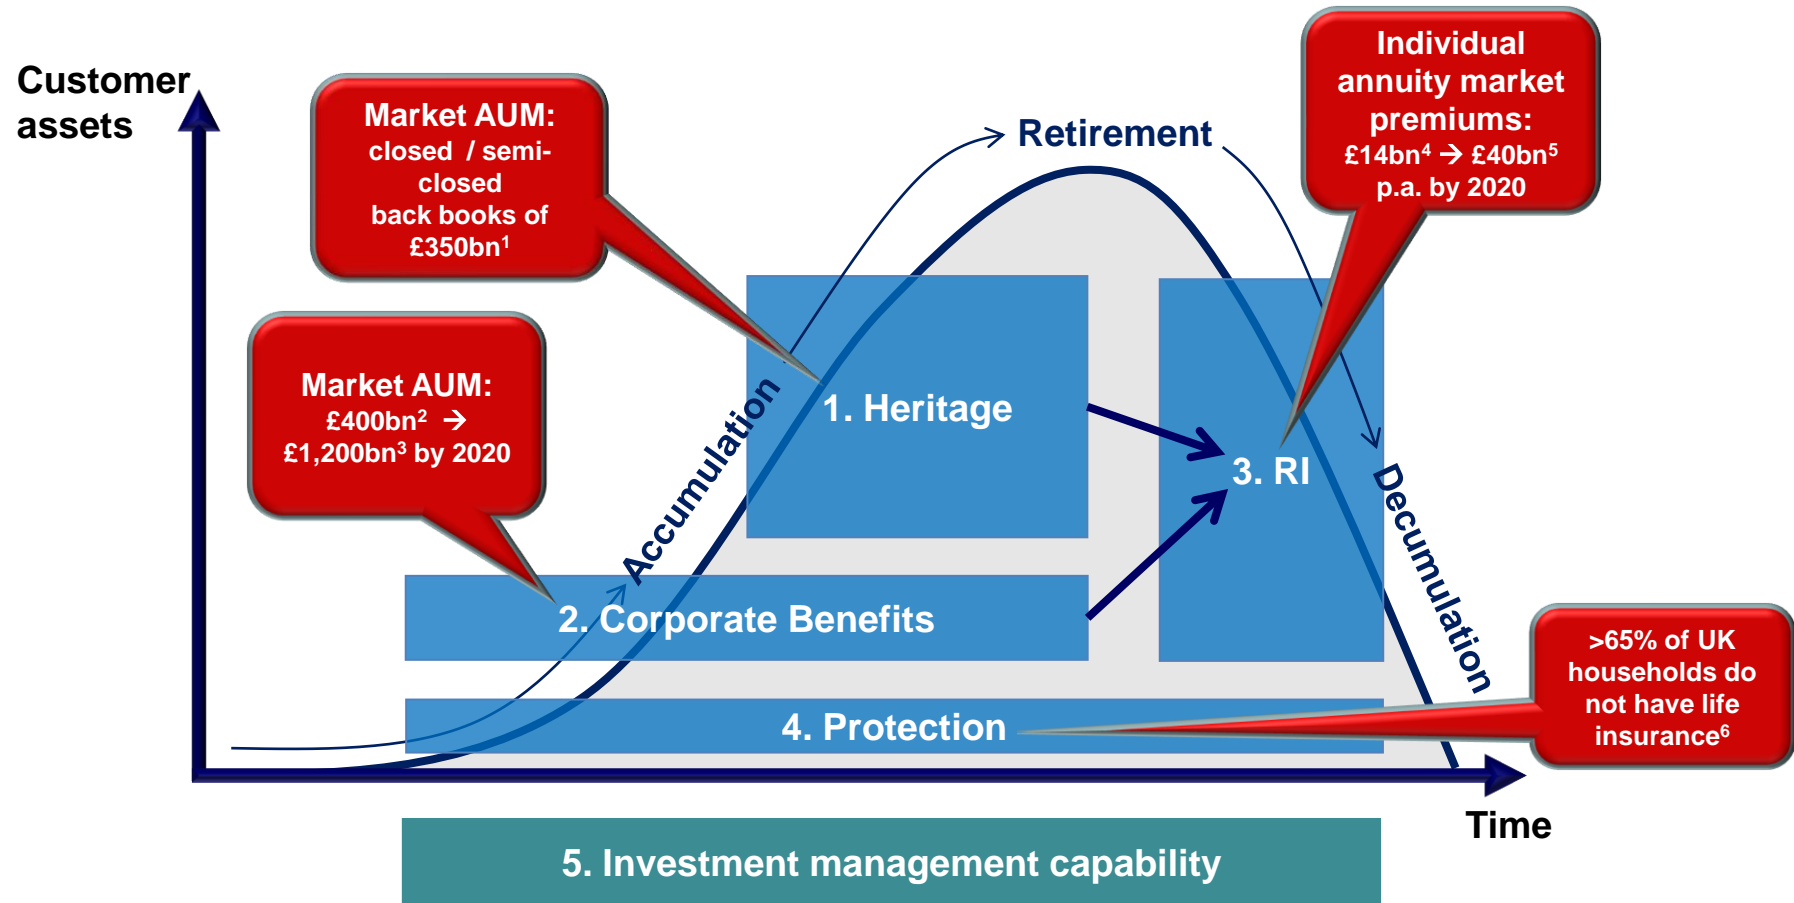 Customer
assets
Market AUM:
closed / semi-
closed
back books of
£350bn¹
Retirement
Individual
annuity market
premiums:
£14bn⁴ → £40bn⁵
p.a. by 2020
Market AUM:
£400bn² →
£1,200bn³ by 2020
Accumulation
1. Heritage
3. RI
Decumulation
2. Corporate Benefits
4. Protection
>65% of UK
households do
not have life
insurance⁶
Time
5. Investment management capability